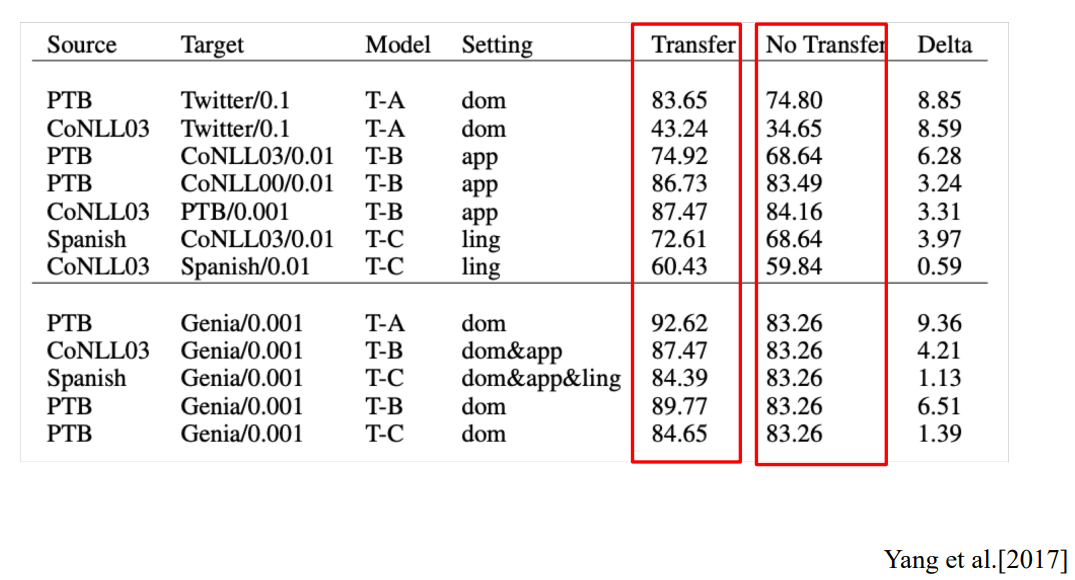 Source Target Model Setting Transfer No Transfer Delta
PTB Twitter/0.1 T-A dom 83.65 74.80 8.85
CoNLL03 Twitter/0.1 T-A dom 43.24 34.65 8.59
PTB CoNLL03/0.01 T-B app 74.92 68.64 6.28
PTB CoNLL00/0.01 T-B app 86.73 83.49 3.24
CoNLL03 PTB/0.001 T-B app 87.47 84.16 3.31
Spanish CoNLL03/0.01 T-C ling 72.61 68.64 3.97
CoNLL03 Spanish/0.01 T-C ling 60.43 59.84 0.59
PTB Genia/0.001 T-A dom 92.62 83.26 9.36
CoNLL03 Genia/0.001 T-B dom&app 87.47 83.26 4.21
Spanish Genia/0.001 T-C dom&app&ling 84.39 83.26 1.13
PTB Genia/0.001 T-B dom 89.77 83.26 6.51
PTB Genia/0.001 T-C dom 84.65 83.26 1.39
Yang et al.[2017]